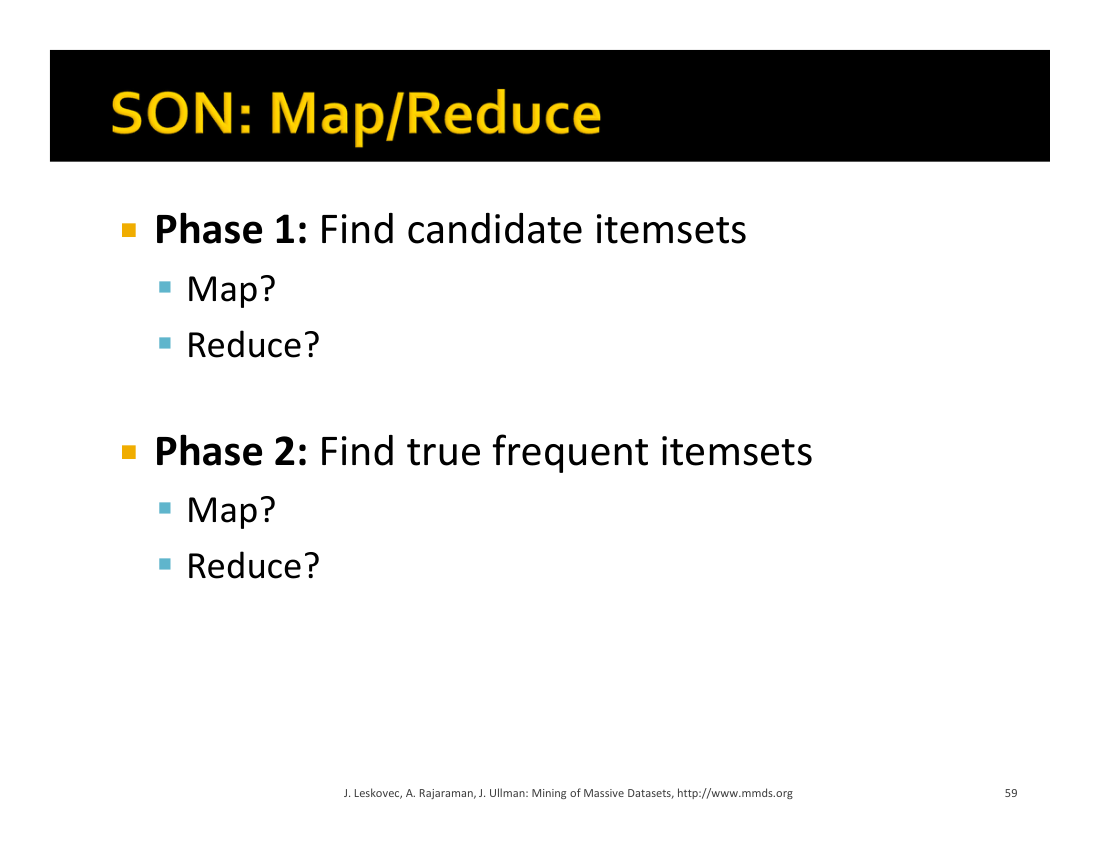 SON: Map/Reduce
Phase 1: Find candidate itemsets
Map?
Reduce?
Phase 2: Find true frequent itemsets
Map?
Reduce?
J. Leskovec, A. Rajaraman, J. Ullman: Mining of Massive Datasets, http://www.mmds.org
59